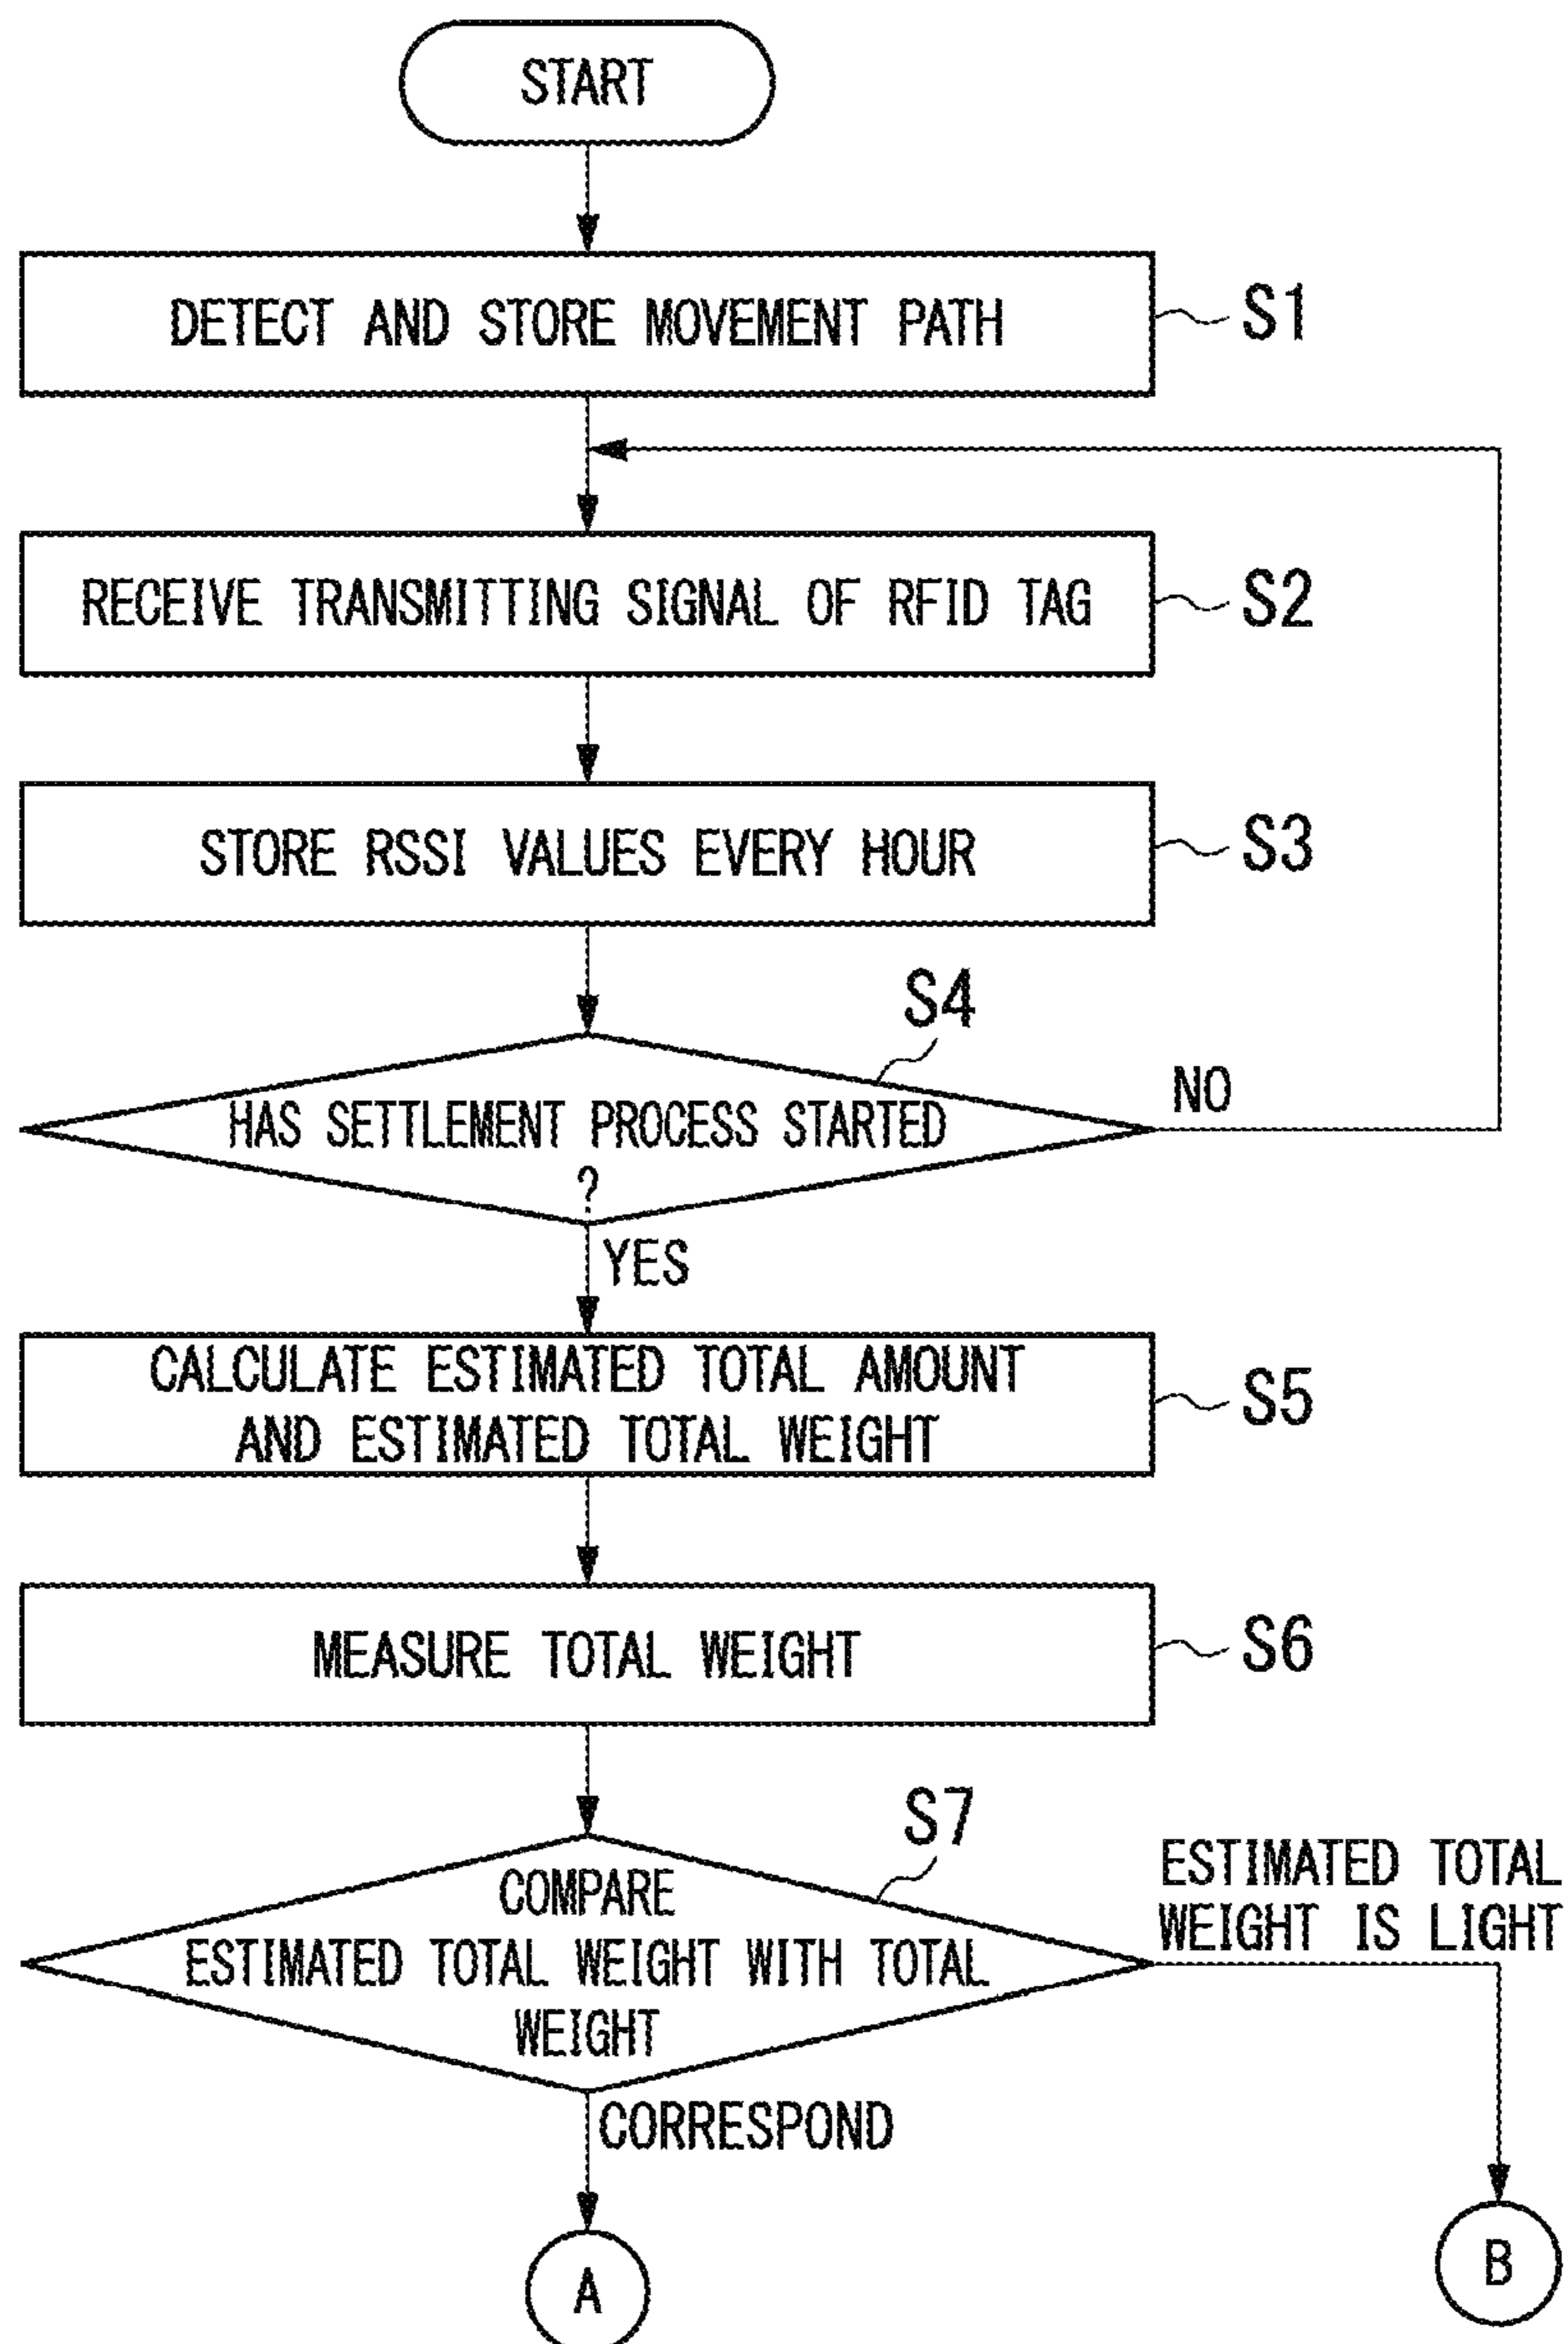 START
DETECT AND STORE MOVEMENT PATH
S1
RECEIVE TRANSMITTING SIGNAL OF RFID TAG
S2
STORE RSSI VALUES EVERY HOUR
S3
S4
HAS SETTLEMENT PROCESS STARTED
?
NO
YES
CALCULATE ESTIMATED TOTAL AMOUNT
AND ESTIMATED TOTAL WEIGHT
S5
MEASURE TOTAL WEIGHT
S6
S7
COMPARE
ESTIMATED TOTAL WEIGHT WITH TOTAL
WEIGHT
ESTIMATED TOTAL
WEIGHT IS LIGHT
CORRESPOND
A
B